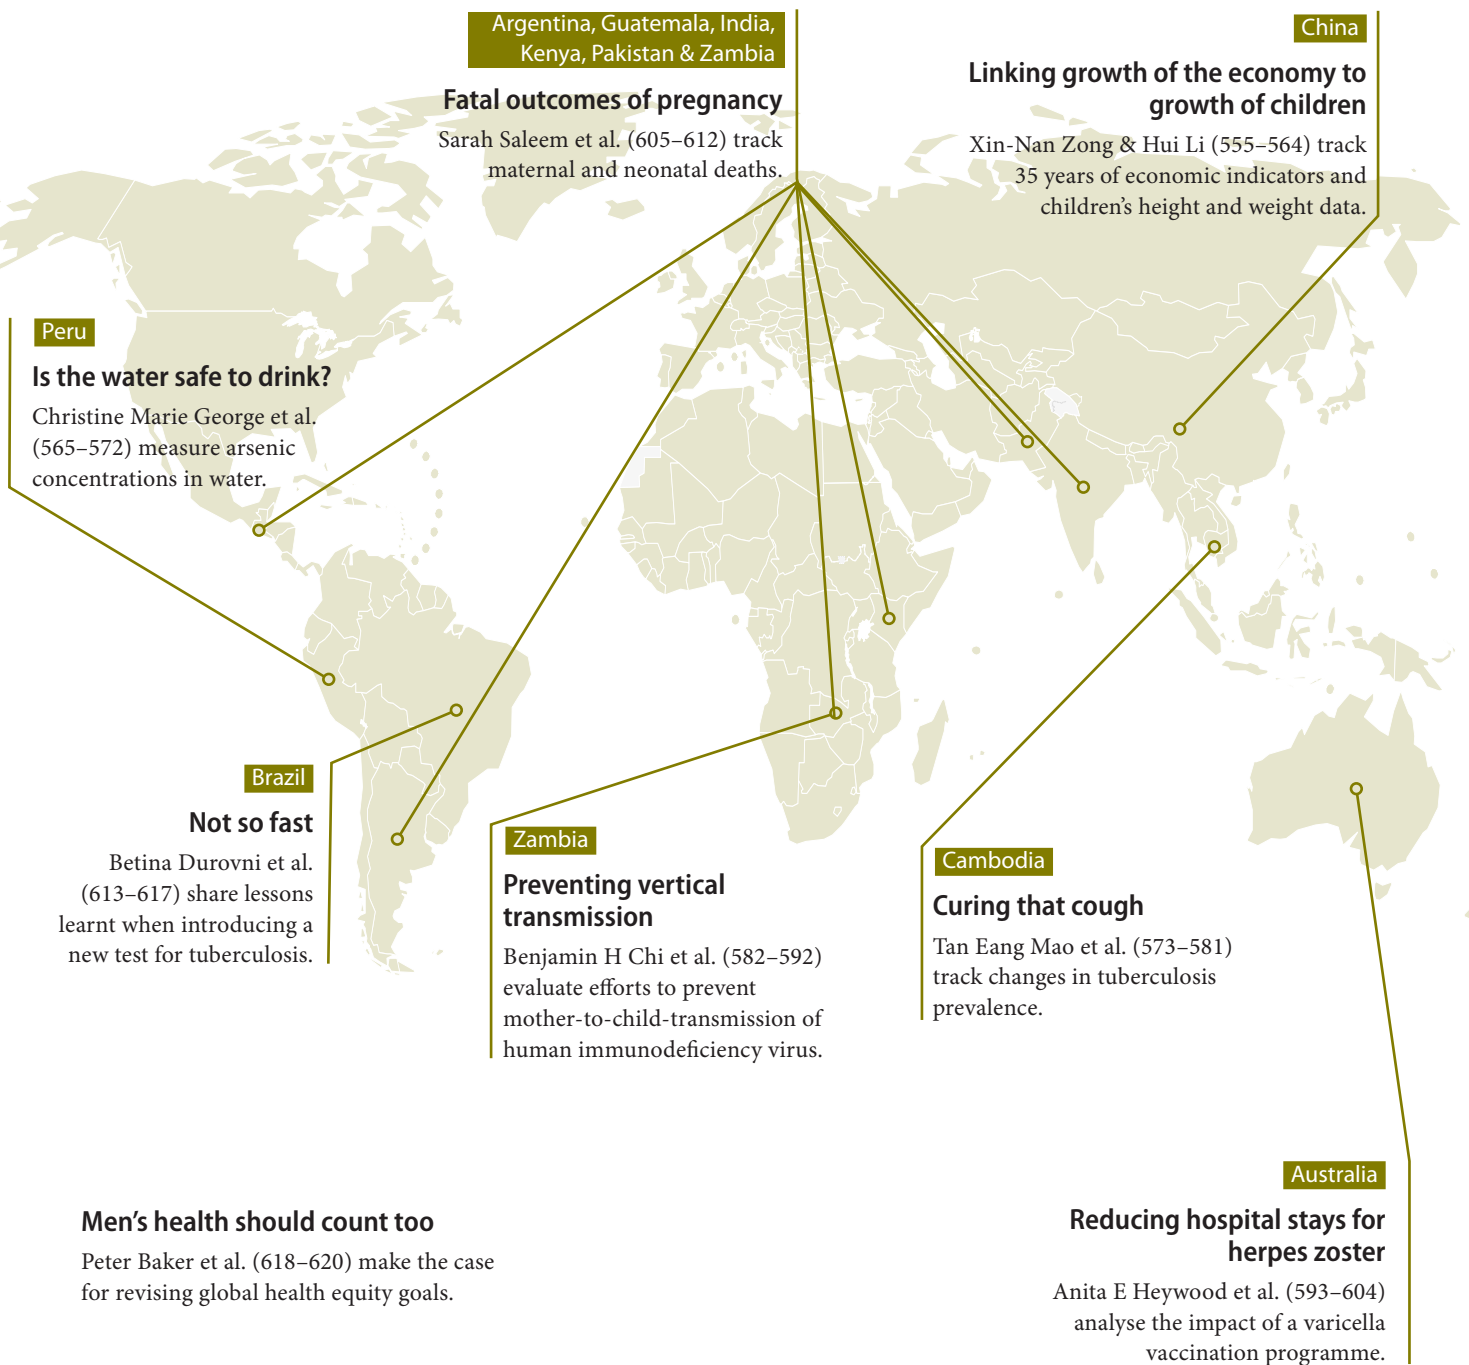 Argentina, Guatemala, India,
Kenya, Pakistan & Zambia
Fatal outcomes of pregnancy
Sarah Saleem et al. (605–612) track
maternal and neonatal deaths.
China
Linking growth of the economy to
growth of children
Xin-Nan Zong & Hui Li (555–564) track
35 years of economic indicators and
children’s height and weight data.
Peru
Is the water safe to drink?
Christine Marie George et al.
(565–572) measure arsenic
concentrations in water.
Brazil
Not so fast
Betina Durovni et al.
(613–617) share lessons
learnt when introducing a
new test for tuberculosis.
Zambia
Preventing vertical
transmission
Benjamin H Chi et al. (582–592)
evaluate efforts to prevent
mother-to-child-transmission of
human immunodeficiency virus.
Cambodia
Curing that cough
Tan Eang Mao et al. (573–581)
track changes in tuberculosis
prevalence.
Men’s health should count too
Peter Baker et al. (618–620) make the case
for revising global health equity goals.
Australia
Reducing hospital stays for
herpes zoster
Anita E Heywood et al. (593–604)
analyse the impact of a varicella
vaccination programme.